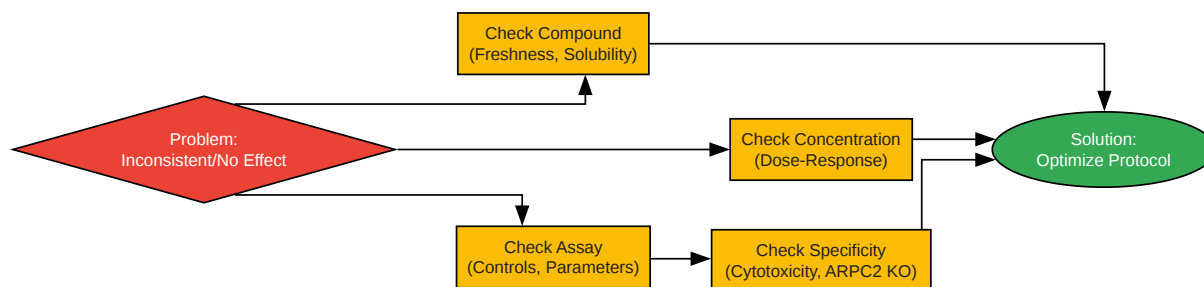 Check Compound
(Freshness, Solubility)
Problem:
Inconsistent/No Effect
Check Concentration
(Dose-Response)
Solution:
Optimize Protocol
Check Assay
(Controls, Parameters)
Check Specificity
(Cytotoxicity, ARPC2 KO)